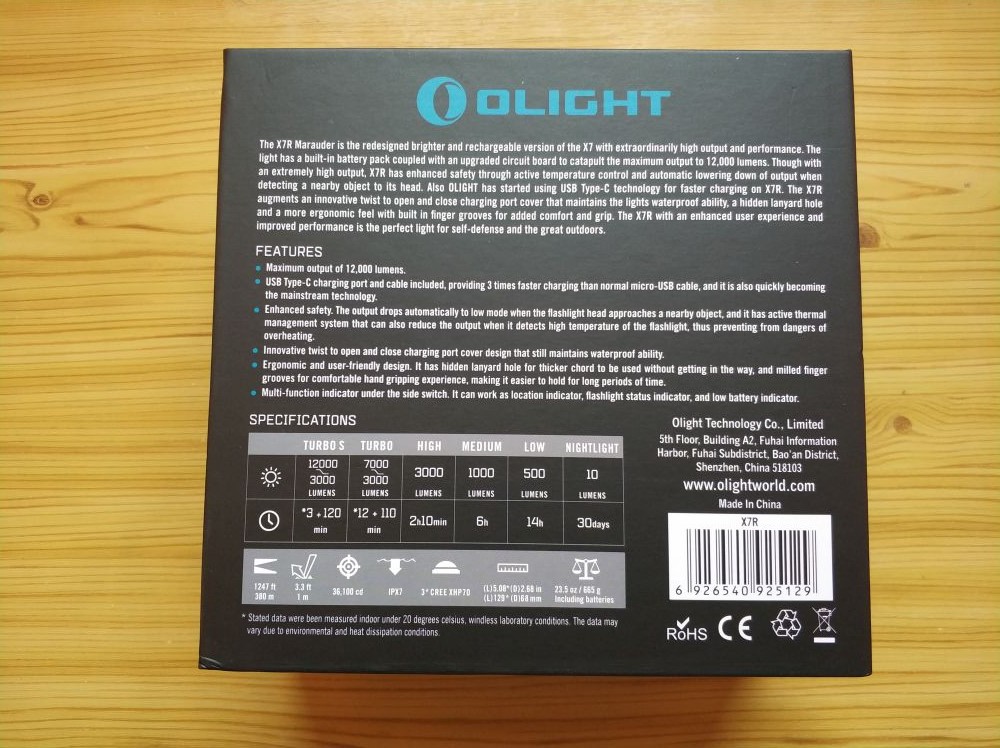 OLIGHT
The X7R Marauder is the redesigned brighter and rechargeable version of the X7 with extraordinarily high output and performance. The
light has a built-in battery pack coupled with an upgraded circuit board to catapult the maximum output to 12,000 lumens. Though with
an extremely high output, X7R has enhanced safety through active temperature control and automatic lowering down of output when
detecting a nearby object to its head. Also OLIGHT has started using USB Type-C technology for faster charging on X7R. The X7R
augments an innovative twist to open and close charging port cover that maintains the lights waterproof ability, a hidden lanyard hole
and a more ergonomic feel with built in finger grooves for added comfort and grip. The X7R with an enhanced user experience and
improved performance is the perfect light for self-defense and the great outdoors.
FEATURES
• Maximum output of 12,000 lumens.
• USB Type-C charging port and cable included, providing 3 times faster charging than normal micro-USB cable, and it is also quickly becoming
the mainstream technology.
• Enhanced safety. The output drops automatically to low mode when the flashlight head approaches a nearby object, and it has active thermal
management system that can also reduce the output when it detects high temperature of the flashlight, thus preventing from dangers of
overheating.
• Innovative twist to open and close charging port cover design that still maintains waterproof ability.
• Ergonomic and user-friendly design. It has hidden lanyard hole for thicker chord to be used without getting in the way, and milled finger
grooves for comfortable hand gripping experience, making it easier to hold for long periods of time.
• Multi-function indicator under the side switch. It can work as location indicator, flashlight status indicator, and low battery indicator.
SPECIFICATIONS
TURBO S TURBO HIGH MEDIUM LOW NIGHTLIGHT
12000 7000 3000 1000 500 10
3000 3000
LUMENS LUMENS LUMENS LUMENS LUMENS LUMENS
*3 + 120 *12 + 110 2h10min 6h 14h 30days
min min
1247 ft 3.3 ft 36,100 cd IPX7 3* CREE XHP70 (L)5.08*(D)2.68 in 23.5 oz / 665 g
380 m 1 m (L)129* (D)68 mm Including batteries
* Stated data were been measured indoor under 20 degrees celsius, windless laboratory conditions. The data may
vary due to environmental and heat dissipation conditions.
Olight Technology Co., Limited
5th Floor, Building A2, Fuhai Information
Harbor, Fuhai Subdistrict, Bao'an District,
Shenzhen, China 518103
www.olightworld.com
Made In China
X7R
6 926540 925129
RoHS CE